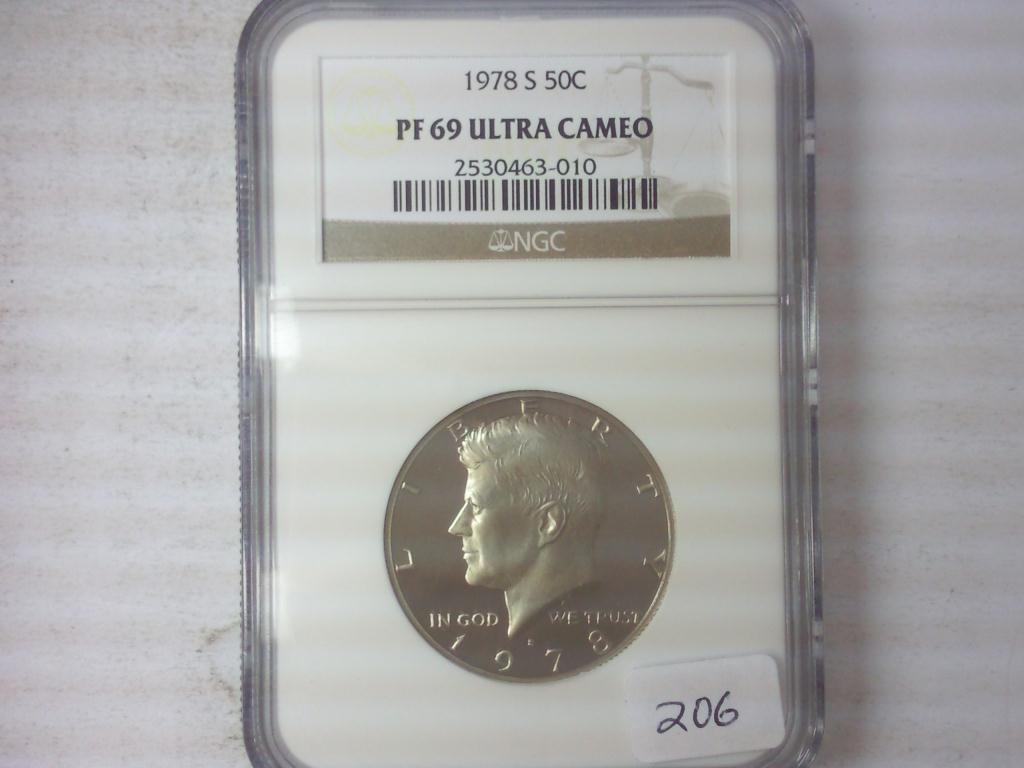 1978 S 50C
PF 69 ULTRA CAMEO
2530463-010
NGC
LIBERTY
IN GOD WE TRUST
S
1978
206